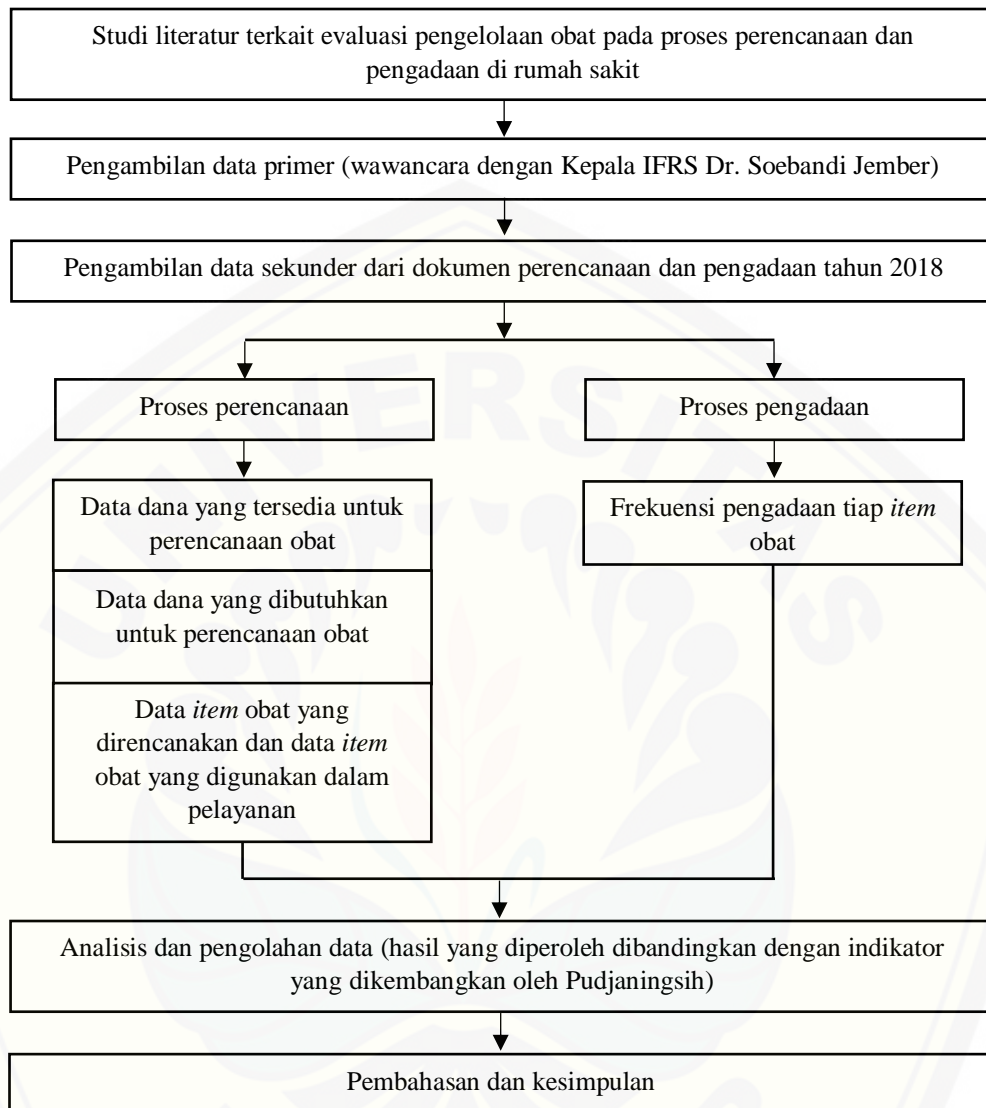 Studi literatur terkait evaluasi pengelolaan obat pada proses perencanaan dan
pengadaan di rumah sakit
Pengambilan data primer (wawancara dengan Kepala IFRS Dr. Soebandi Jember)
Pengambilan data sekunder dari dokumen perencanaan dan pengadaan tahun 2018
Proses perencanaan
Data dana yang tersedia untuk
perencanaan obat
Data dana yang dibutuhkan
untuk perencanaan obat
Data item obat yang
direncanakan dan data item
obat yang digunakan dalam
pelayanan
Proses pengadaan
Frekuensi pengadaan tiap item
obat
Analisis dan pengolahan data (hasil yang diperoleh dibandingkan dengan indikator
yang dikembangkan oleh Pudjaningsih)
Pembahasan dan kesimpulan
UNIVERSITAS